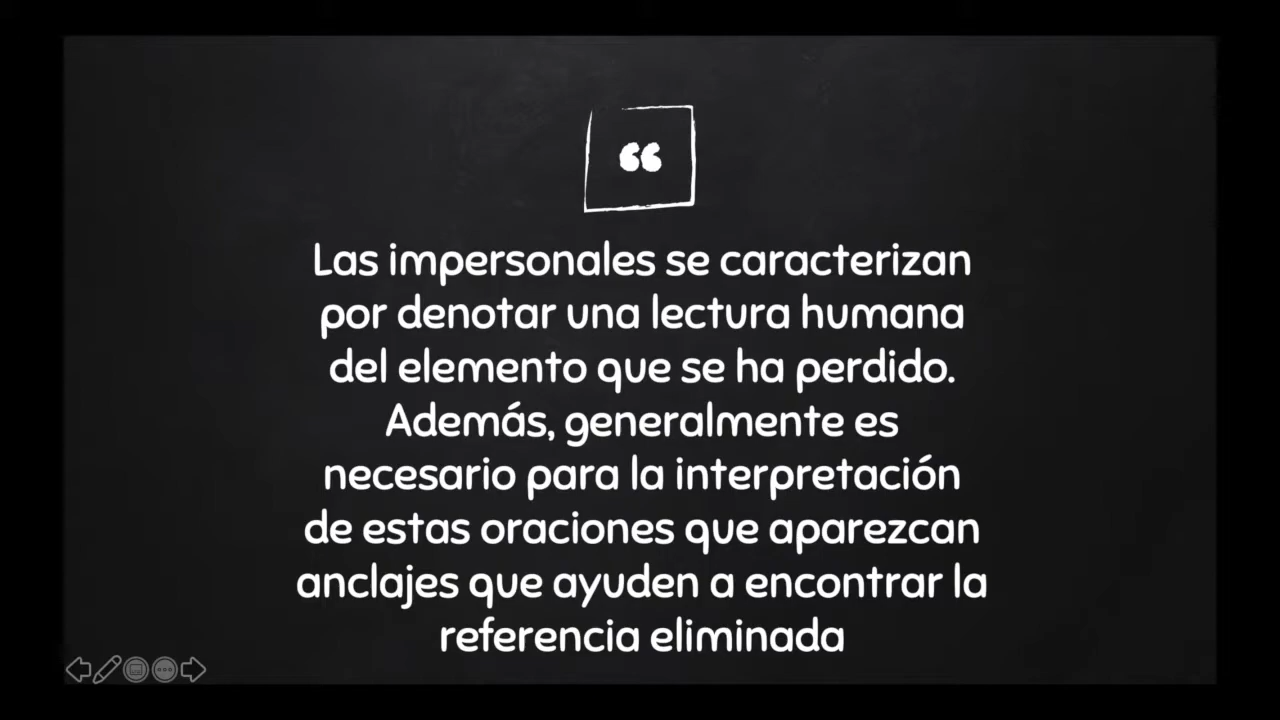 “
Las impersonales se caracterizan
por denotar una lectura humana
del elemento que se ha perdido.
Además, generalmente es
necesario para la interpretación
de estas oraciones que aparezcan
anclajes que ayuden a encontrar la
referencia eliminada